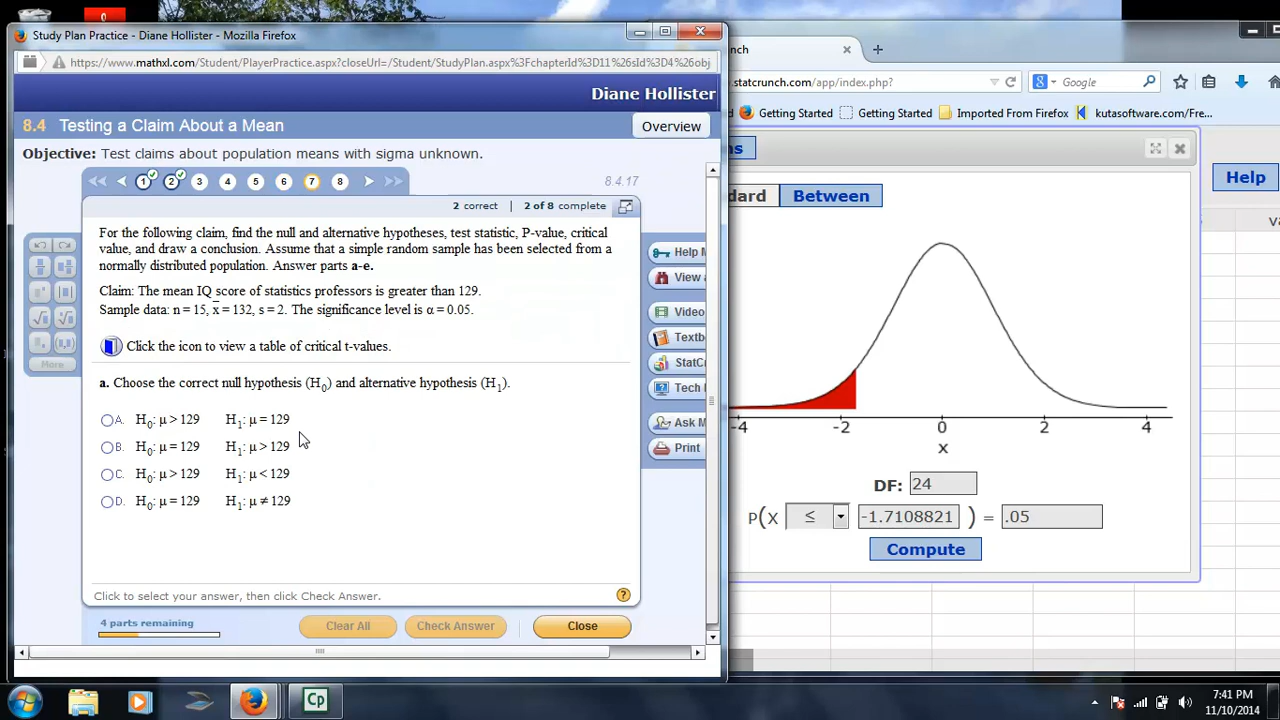 Study Plan Practice - Diane Hollister - Mozilla Firefox
https://www.mathxl.com/Student/PlayerPractice.aspx?closeUrl=/Student/StudyPlan.aspx%3FchapterId%3D11%26sId%3D4%26obj
Diane Hollister
8.4 Testing a Claim About a Mean
Overview
Objective: Test claims about population means with sigma unknown.
1 2 3 4 5 6 7 8
8.4.17
2 correct | 2 of 8 complete
For the following claim, find the null and alternative hypotheses, test statistic, P-value, critical
value, and draw a conclusion. Assume that a simple random sample has been selected from a
normally distributed population. Answer parts a-e.
Claim: The mean IQ score of statistics professors is greater than 129.
Sample data: n = 15, x̄ = 132, s = 2. The significance level is α = 0.05.
Click the icon to view a table of critical t-values.
a. Choose the correct null hypothesis (H₀) and alternative hypothesis (H₁).
A. H₀: μ > 129 H₁: μ = 129
B. H₀: μ = 129 H₁: μ > 129
C. H₀: μ > 129 H₁: μ < 129
D. H₀: μ = 129 H₁: μ ≠ 129
Click to select your answer, then click Check Answer.
?
4 parts remaining
Clear All
Check Answer
Close
More
Help M
View a
Video
Textb
StatCr
Tech
Ask M
Print
nch
statcrunch.com/app/index.php?
Google
Getting Started
Getting Started
Imported From Firefox
kutasoftware.com/Fre...
ns
Help
dard
Between
va
-4 -2 0 2 4
x
DF: 24
P(x ≤ -1.7108821 ) = .05
Compute
Cp
7:41 PM
11/10/2014